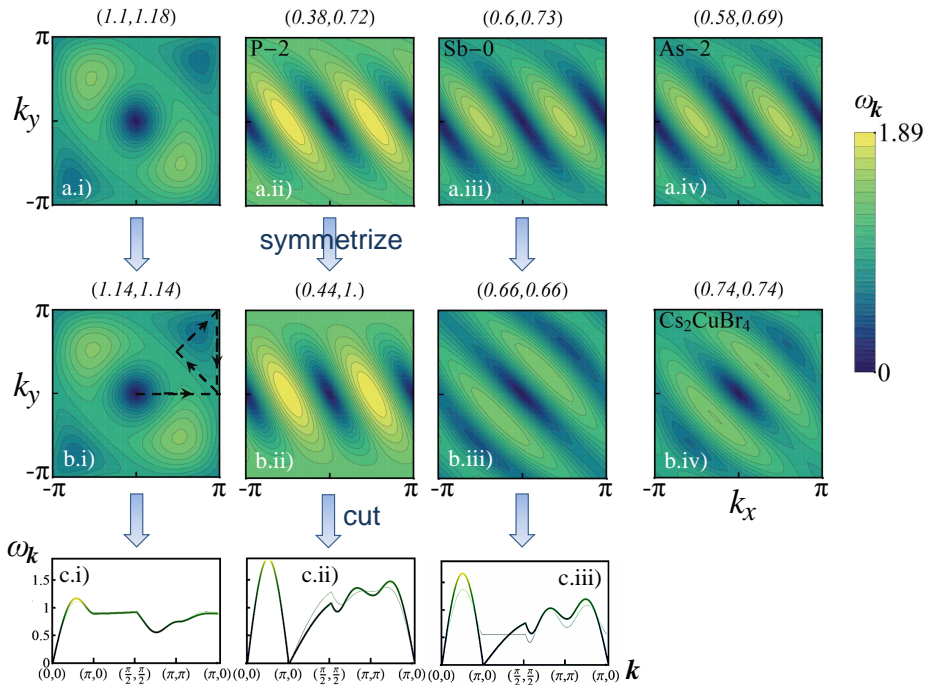 (1.1,1.18) (0.38,0.72) (0.6,0.73) (0.58,0.69)
π P−2 Sb−0 As−2
k_y
ω_k
1.89
a.i) a.ii) a.iii) a.iv)
-π
symmetrize
(1.14,1.14) (0.44,1.) (0.66,0.66) (0.74,0.74)
π Cs₂CuBr₄
0
k_y
b.i) b.ii) b.iii) b.iv)
-π
-π π -π π
k_x
cut
ω_k
c.i) c.ii) c.iii)
1.5
1
0.5
0
(0,0) (π,0) (π/2,π/2) (π,π) (π,0) (0,0) (π,0) (π/2,π/2) (π,π) (π,0) (0,0) (π,0) (π/2,π/2) (π,π) (π,0)
k